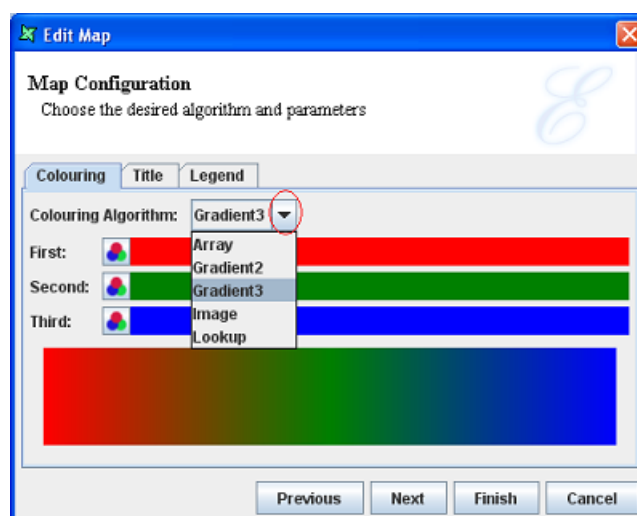 Edit Map
Map Configuration
Choose the desired algorithm and parameters
Colouring Title Legend
Colouring Algorithm: Gradient3
Array
First:
Gradient2
Second:
Gradient3
Third:
Image
Lookup
Previous Next Finish Cancel